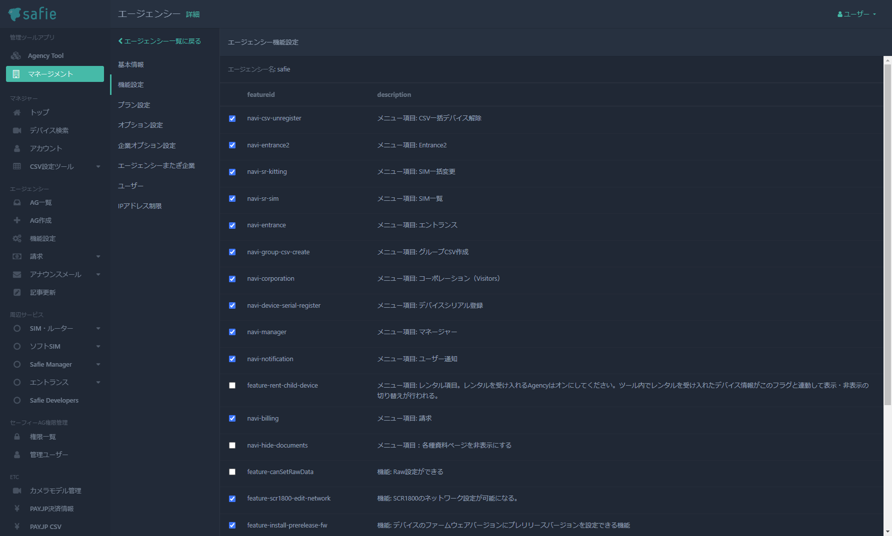 safie
エージェンシー 詳細
ユーザー
管理ツールアプリ
Agency Tool
マネージメント
マネジャー
トップ
デバイス検索
アカウント
CSV設定ツール
エージェンシー
AG一覧
AG作成
機能設定
請求
アナウンスメール
記事更新
周辺サービス
SIM・ルーター
ソフトSIM
Safie Manager
エントランス
Safie Developers
セーフィーAG権限管理
権限一覧
管理ユーザー
ETC
カメラモデル管理
PAYJP決済情報
PAYJP CSV
エージェンシー一覧に戻る
基本情報
機能設定
プラン設定
オプション設定
企業オプション設定
エージェンシーまたぎ企業
ユーザー
IPアドレス制限
エージェンシー機能設定
エージェンシー名: safie
featureid description
navi-csv-unregister メニュー項目: CSV一括デバイス解除
navi-entrance2 メニュー項目: Entrance2
navi-sr-kitting メニュー項目: SIM一括変更
navi-sr-sim メニュー項目: SIM一覧
navi-entrance メニュー項目: エントランス
navi-group-csv-create メニュー項目: グループCSV作成
navi-corporation メニュー項目: コーポレーション（Visitors）
navi-device-serial-register メニュー項目: デバイスシリアル登録
navi-manager メニュー項目: マネージャー
navi-notification メニュー項目: ユーザー通知
feature-rent-child-device メニュー項目: レンタル項目。レンタルを受け入れるAgencyはオンにしてください。ツール内でレンタルを受け入れたデバイス情報がこのフラグと連動して表示・非表示の
切り替えが行われる。
navi-billing メニュー項目: 請求
navi-hide-documents メニュー項目：各種資料ページを非表示にする
feature-canSetRawData 機能: Raw設定ができる
feature-scr1800-edit-network 機能: SCR1800のネットワーク設定が可能になる。
feature-install-prerelease-fw 機能: デバイスのファームウェアバージョンにプレリリースバージョンを設定できる機能